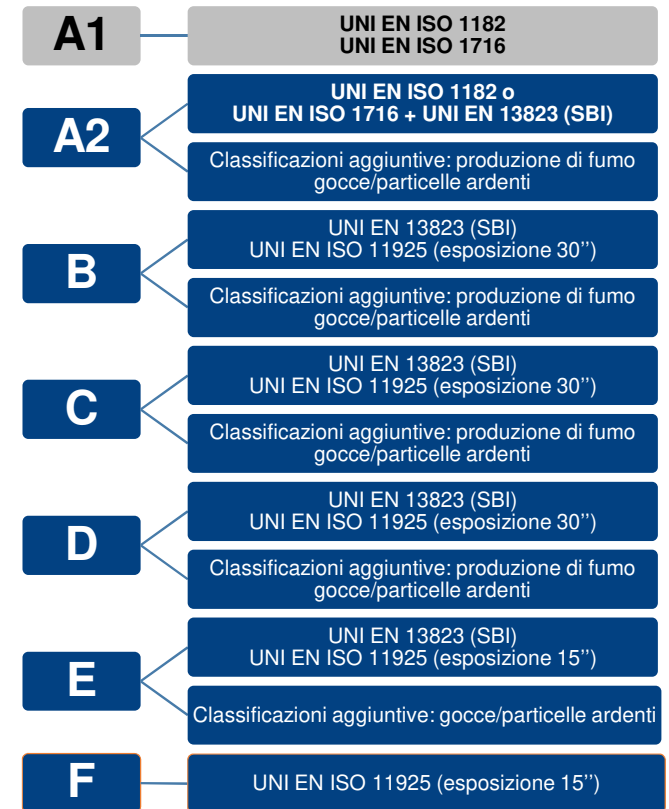 A1
UNI EN ISO 1182
UNI EN ISO 1716
A2
UNI EN ISO 1182 o
UNI EN ISO 1716 + UNI EN 13823 (SBI)
Classificazioni aggiuntive: produzione di fumo
gocce/particelle ardenti
B
UNI EN 13823 (SBI)
UNI EN ISO 11925 (esposizione 30’’)
Classificazioni aggiuntive: produzione di fumo
gocce/particelle ardenti
C
UNI EN 13823 (SBI)
UNI EN ISO 11925 (esposizione 30’’)
Classificazioni aggiuntive: produzione di fumo
gocce/particelle ardenti
D
UNI EN 13823 (SBI)
UNI EN ISO 11925 (esposizione 30’’)
Classificazioni aggiuntive: produzione di fumo
gocce/particelle ardenti
E
UNI EN 13823 (SBI)
UNI EN ISO 11925 (esposizione 15’’)
Classificazioni aggiuntive: gocce/particelle ardenti
F
UNI EN ISO 11925 (esposizione 15’’)